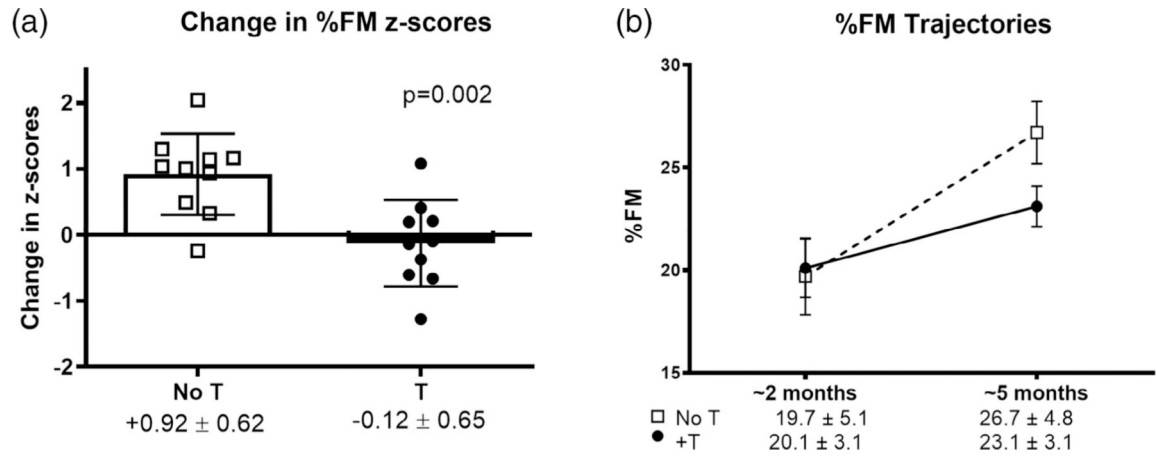 (a)
Change in %FM z-scores
p=0.002
Change in z-scores
2
1
0
-1
-2
No T
T
+0.92 ± 0.62
-0.12 ± 0.65
(b)
%FM Trajectories
%FM
30
25
20
15
~2 months
~5 months
No T 19.7 ± 5.1 26.7 ± 4.8
+T 20.1 ± 3.1 23.1 ± 3.1